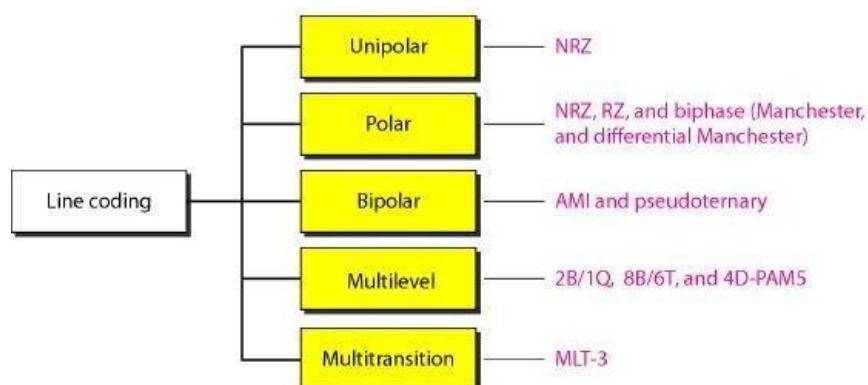 Unipolar
NRZ
Polar
NRZ, RZ, and biphase (Manchester,
and differential Manchester)
Line coding
Bipolar
AMI and pseudoternary
Multilevel
2B/1Q, 8B/6T, and 4D-PAM5
Multitransition
MLT-3